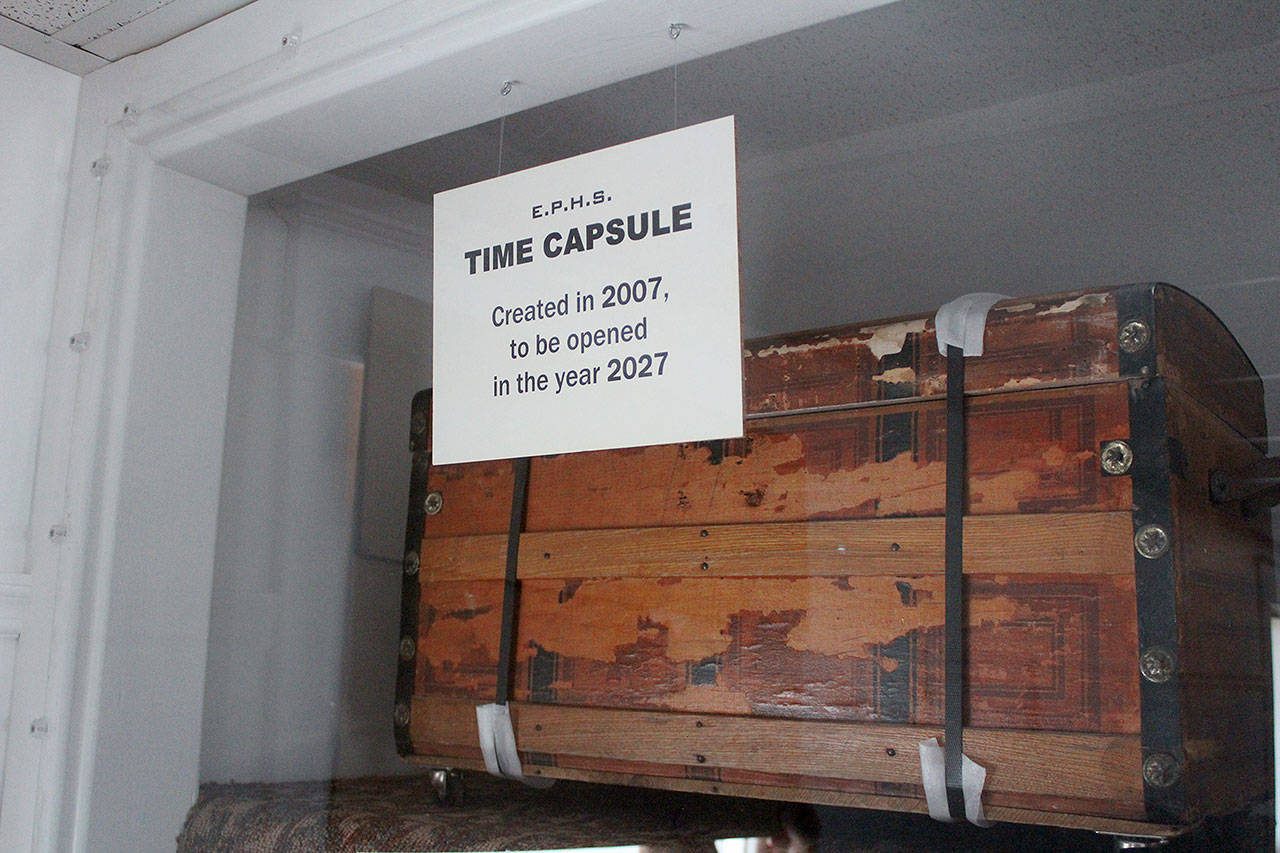 E.P.H.S.
TIME CAPSULE
Created in 2007,
to be opened
in the year 2027